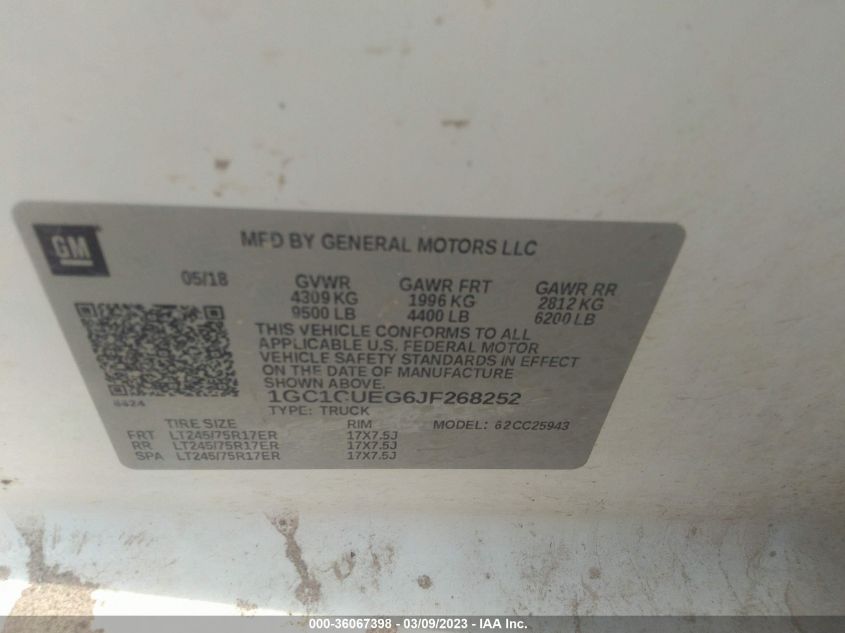 GM
MFD BY GENERAL MOTORS LLC
05/18
GVWR GAWR FRT GAWR RR
4309 KG 1996 KG 2812 KG
9500 LB 4400 LB 6200 LB
THIS VEHICLE CONFORMS TO ALL
APPLICABLE U.S. FEDERAL MOTOR
VEHICLE SAFETY STANDARDS IN EFFECT
ON THE DATE OF MANUFACTURE
SHOWN ABOVE.
1GC1CUEG6JF268252
6624
TYPE: TRUCK
TIRE SIZE RIM MODEL: 62CC25943
FRT LT245/75R17ER 17X7.5J
RR LT245/75R17ER 17X7.5J
SPA LT245/75R17ER 17X7.5J
000-36067398 - 03/09/2023 - IAA Inc.